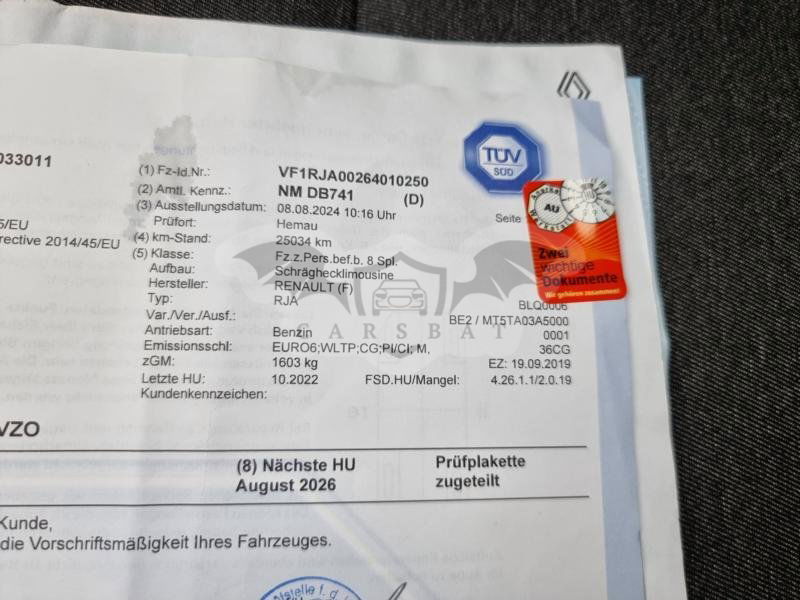 033011
(1) Fz-Id.Nr.: VF1RJA00264010250
(2) Amtl. Kennz.: NM DB741 (D)
(3) Ausstellungsdatum: 08.08.2024 10:16 Uhr
5/EU Prüfort: Hemau Seite
rective 2014/45/EU (4) km-Stand: 25034 km
(5) Klasse: Fz.z.Pers.bef.b. 8 Spl.
Aufbau: Schräghecklimousine
Hersteller: RENAULT (F)
Typ: RJA BLQ0006
Var./Ver./Ausf.: BE2 / MT5TA03A5000
Antriebsart: Benzin 0001
Emissionsschl.: EURO6;WLTP;CG;PI/CI; M, 36CG
zGM: 1603 kg EZ: 19.09.2019
Letzte HU: 10.2022 FSD.HU/Mangel: 4.26.1.1/2.0.19
Kundenkennzeichen:
TÜV
SÜD
AU
Zwei
wichtige
Dokumente
Wir gehören zusammen!
CARSBAT
VZO
(8) Nächste HU Prüfplakette
August 2026 zugeteilt
Kunde,
die Vorschriftsmäßigkeit Ihres Fahrzeuges.